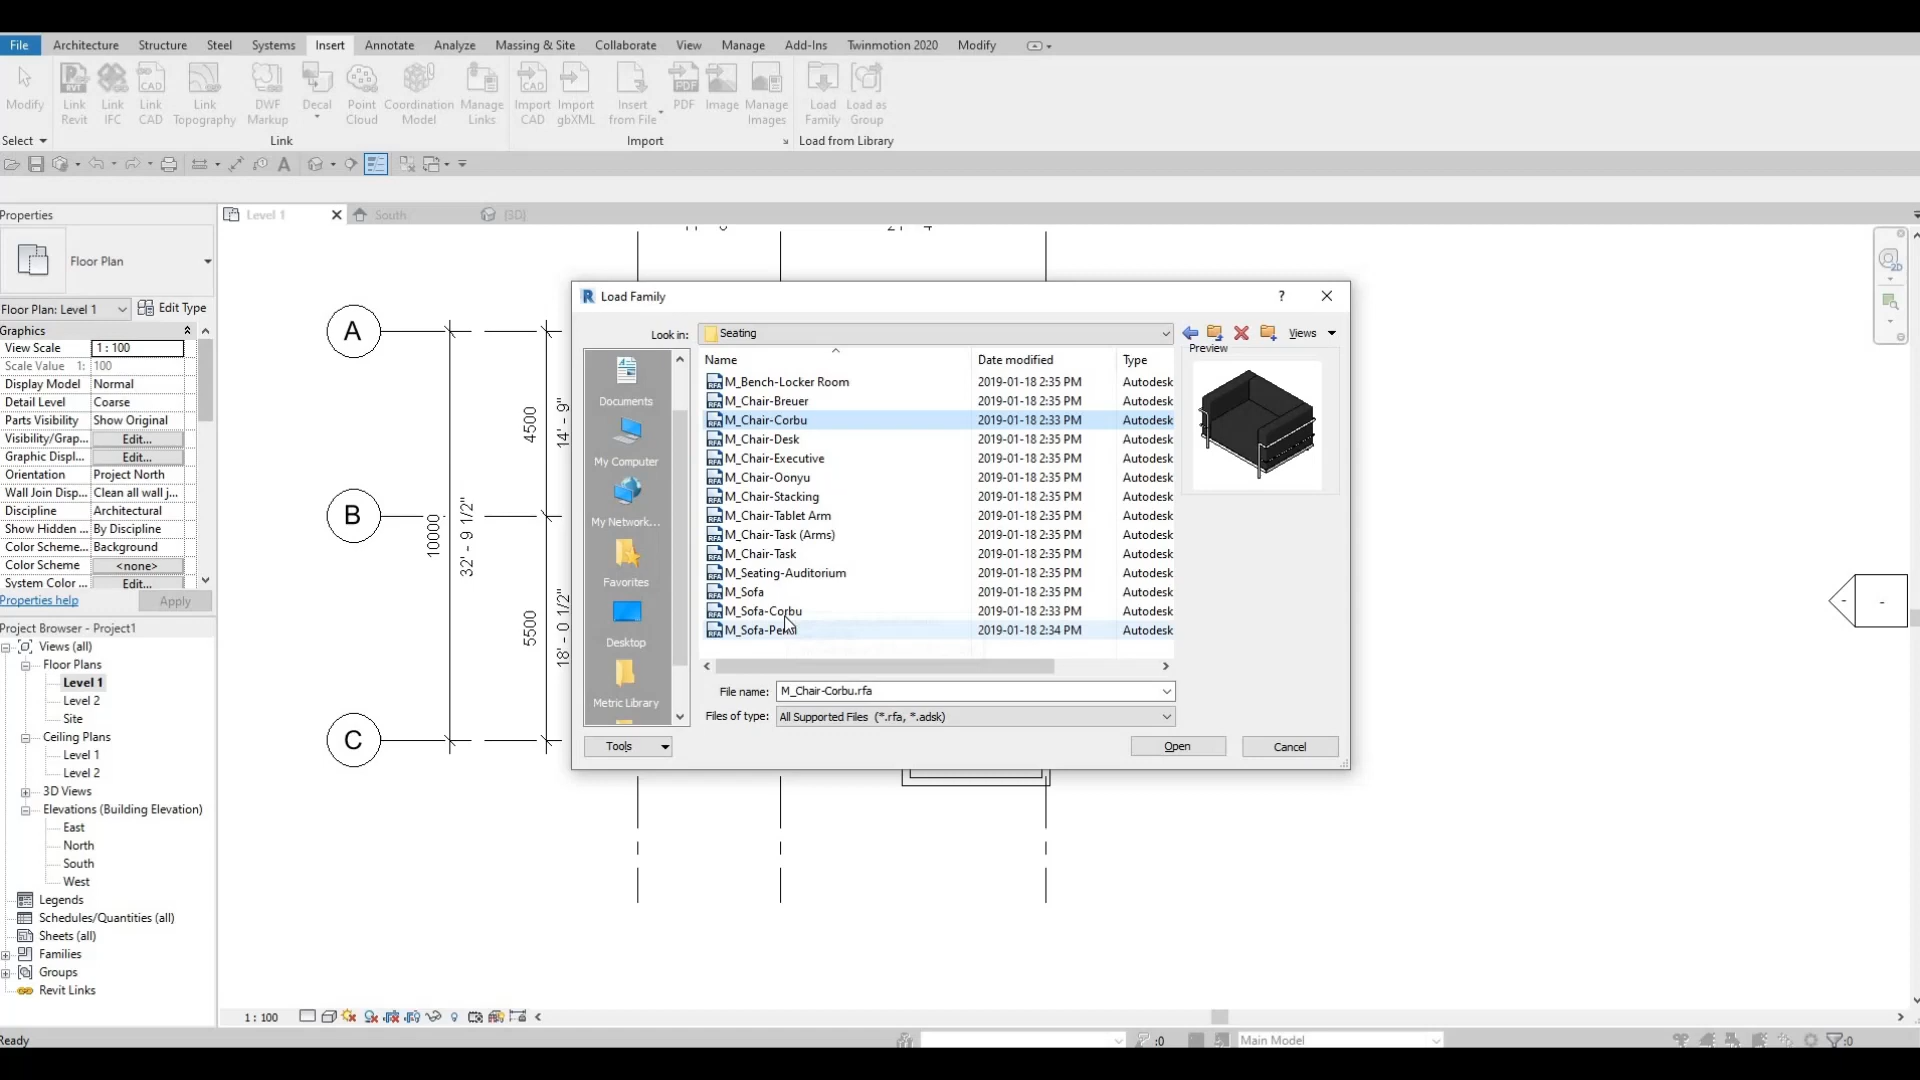 File Architecture Structure Steel Systems Insert Annotate Analyze Massing & Site Collaborate View Manage Add-Ins Twinmotion 2020 Modify
Modify Link Revit Link IFC Link CAD Link Topography DWF Markup Decal Point Cloud Coordination Model Manage Links Import CAD Import gbXML Insert from File PDF Image Manage Images Load Family Load as Group
Select Link Import Load from Library
Properties
Level 1 South {3D}
Floor Plan
Floor Plan: Level 1 Edit Type
Graphics
View Scale 1 : 100
Scale Value 1: 100
Display Model Normal
Detail Level Coarse
Parts Visibility Show Original
Visibility/Grap... Edit...
Graphic Displ... Edit...
Orientation Project North
Wall Join Disp... Clean all wall j...
Discipline Architectural
Show Hidden ... By Discipline
Color Scheme... Background
Color Scheme <none>
System Color ... Edit...
Properties help Apply
Project Browser - Project1
Views (all)
Floor Plans
Level 1
Level 2
Site
Ceiling Plans
Level 1
Level 2
3D Views
Elevations (Building Elevation)
East
North
South
West
Legends
Schedules/Quantities (all)
Sheets (all)
Families
Groups
Revit Links
A
B
C
4500
14' - 9"
10000
32' - 9 1/2"
5500
18' - 0 1/2"
2D
Load Family ?
Look in: Seating Views
Preview
Name Date modified Type
M_Bench-Locker Room 2019-01-18 2:35 PM Autodesk
M_Chair-Breuer 2019-01-18 2:35 PM Autodesk
M_Chair-Corbu 2019-01-18 2:33 PM Autodesk
M_Chair-Desk 2019-01-18 2:35 PM Autodesk
M_Chair-Executive 2019-01-18 2:35 PM Autodesk
M_Chair-Oonyu 2019-01-18 2:35 PM Autodesk
M_Chair-Stacking 2019-01-18 2:35 PM Autodesk
M_Chair-Tablet Arm 2019-01-18 2:35 PM Autodesk
M_Chair-Task (Arms) 2019-01-18 2:35 PM Autodesk
M_Chair-Task 2019-01-18 2:35 PM Autodesk
M_Seating-Auditorium 2019-01-18 2:35 PM Autodesk
M_Sofa 2019-01-18 2:35 PM Autodesk
M_Sofa-Corbu 2019-01-18 2:33 PM Autodesk
2019-01-18 2:34 PM Autodesk
Documents
My Computer
My Network...
Favorites
Desktop
Metric Library
File name: M_Chair-Corbu.rfa
Files of type: All Supported Files (*.rfa, *.adsk)
Tools Open Cancel
1 : 100
Ready :0 Main Model :0